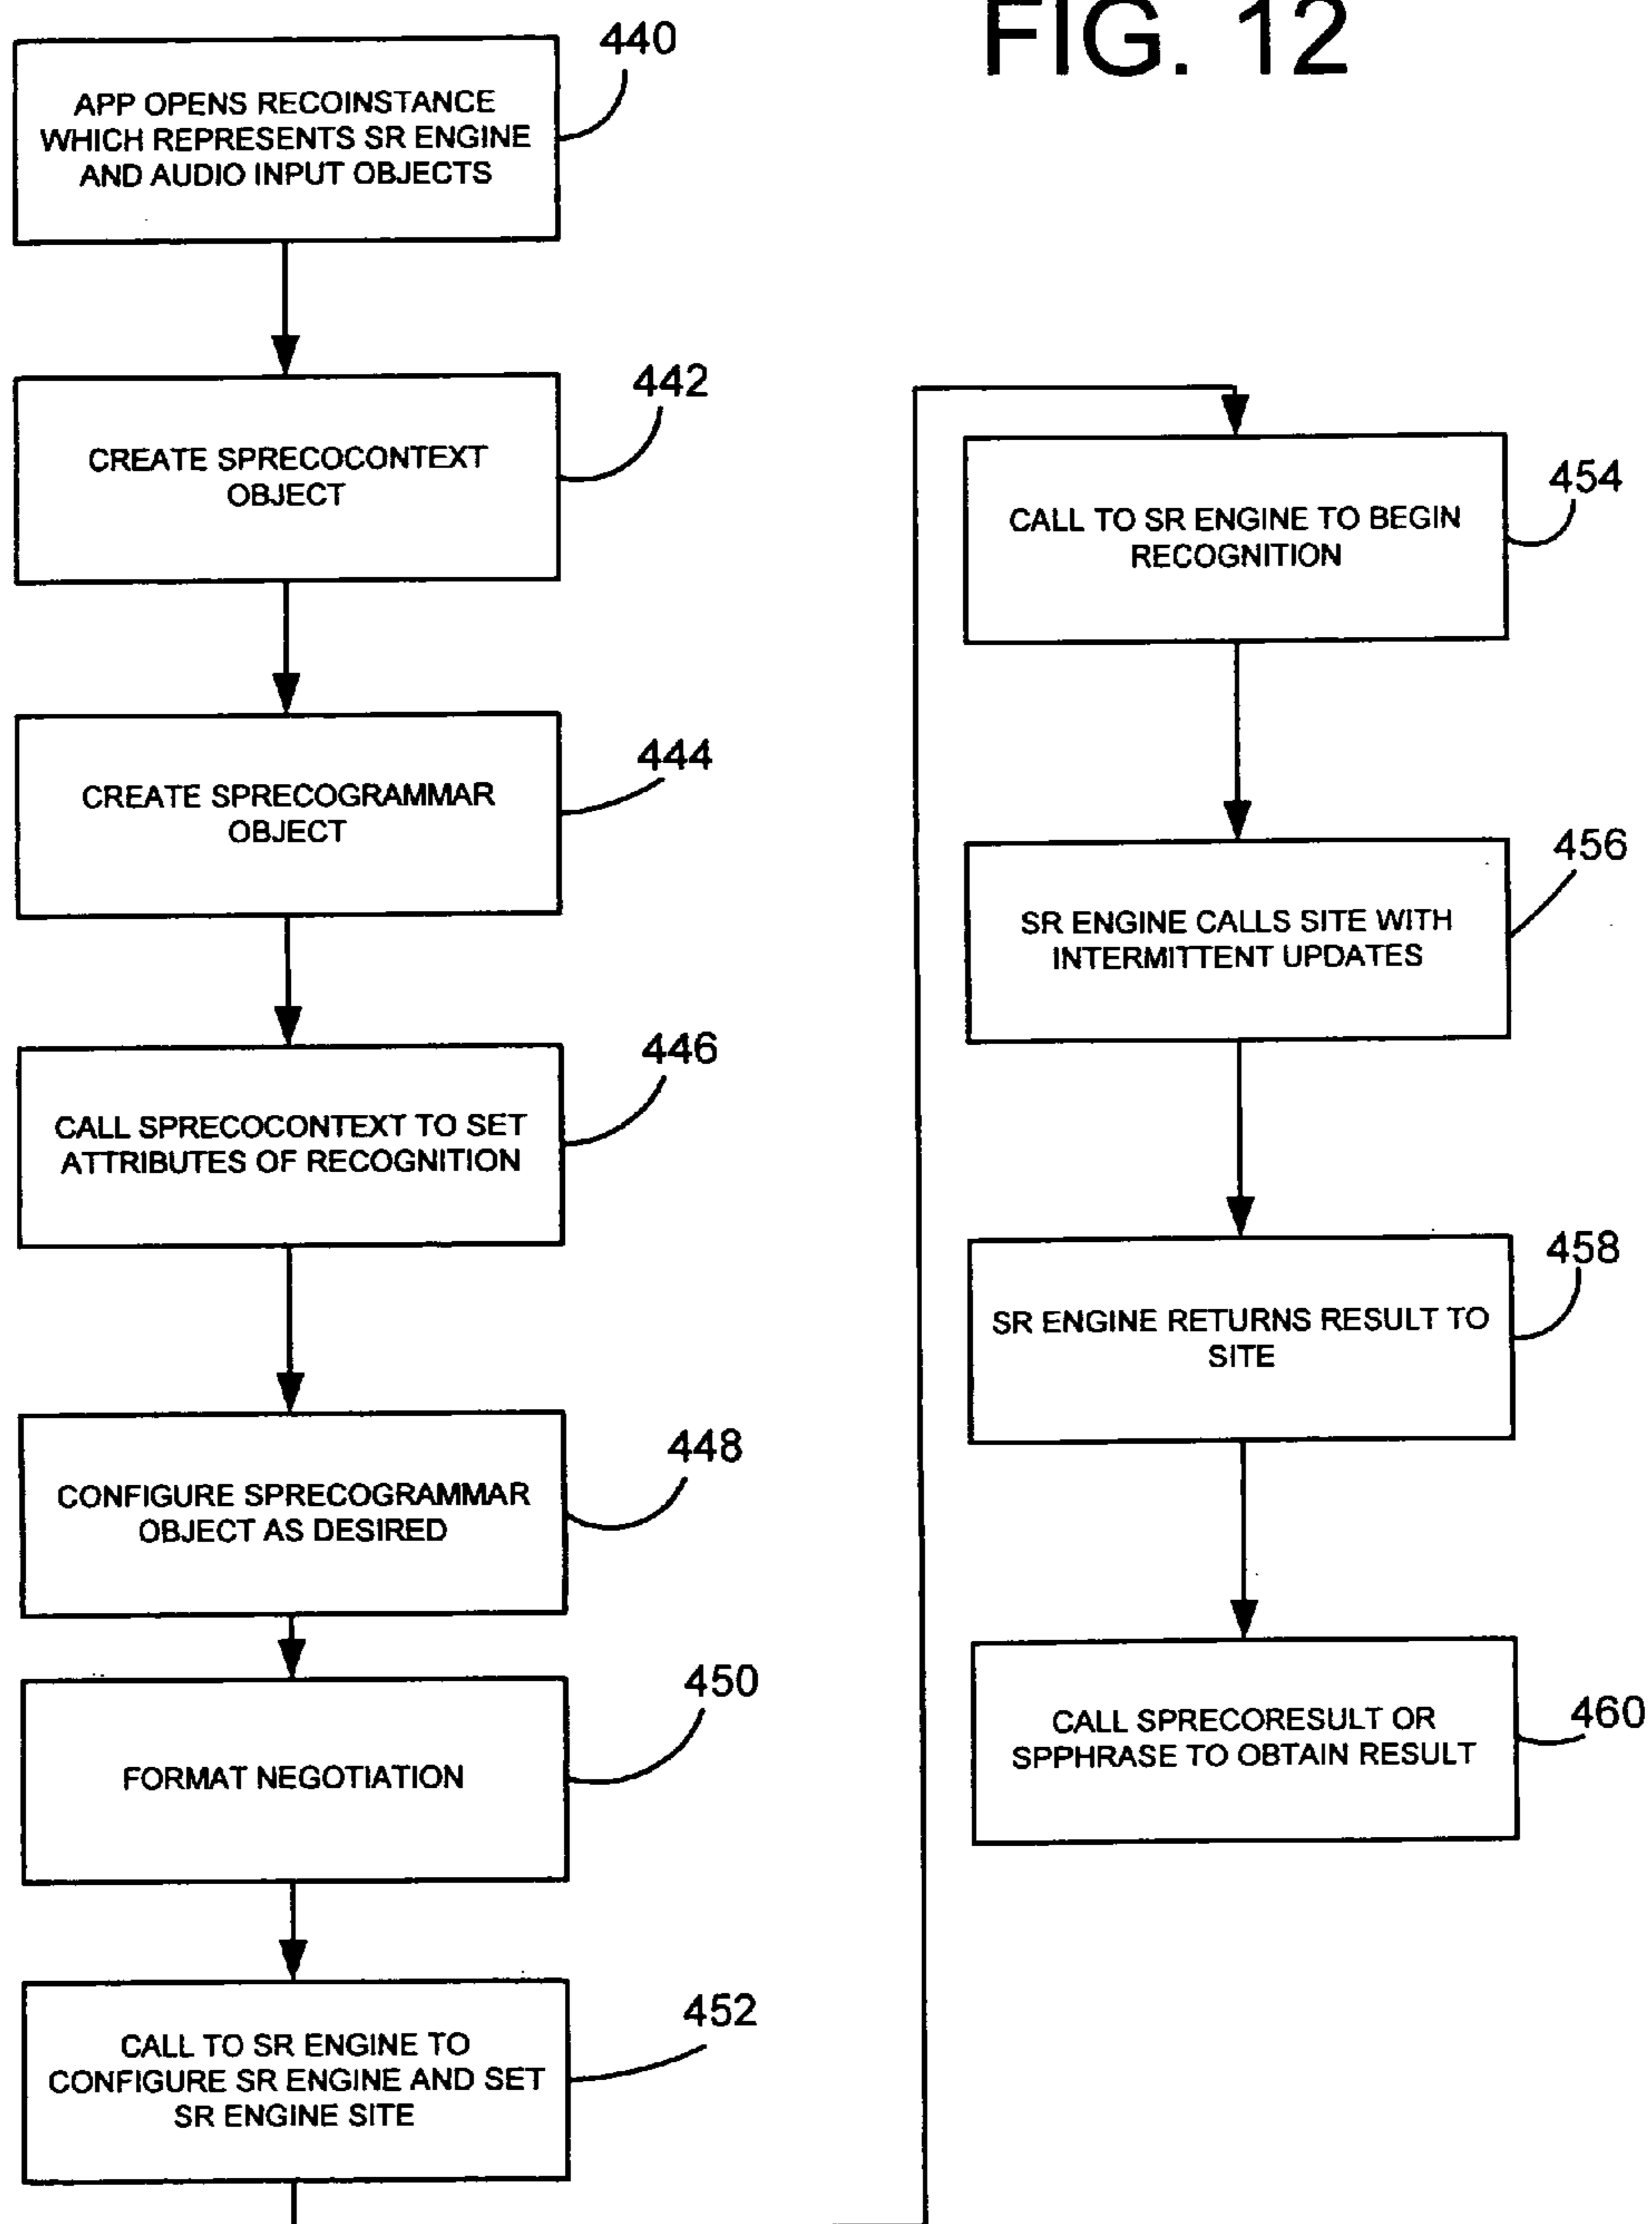 FIG. 12
440
APP OPENS RECOINSTANCE
WHICH REPRESENTS SR ENGINE
AND AUDIO INPUT OBJECTS
442
CREATE SPRECOCONTEXT
OBJECT
444
CREATE SPRECOGRAMMAR
OBJECT
446
CALL SPRECOCONTEXT TO SET
ATTRIBUTES OF RECOGNITION
448
CONFIGURE SPRECOGRAMMAR
OBJECT AS DESIRED
450
FORMAT NEGOTIATION
452
CALL TO SR ENGINE TO
CONFIGURE SR ENGINE AND SET
SR ENGINE SITE
454
CALL TO SR ENGINE TO BEGIN
RECOGNITION
456
SR ENGINE CALLS SITE WITH
INTERMITTENT UPDATES
458
SR ENGINE RETURNS RESULT TO
SITE
460
CALL SPRECORESULT OR
SPPHRASE TO OBTAIN RESULT